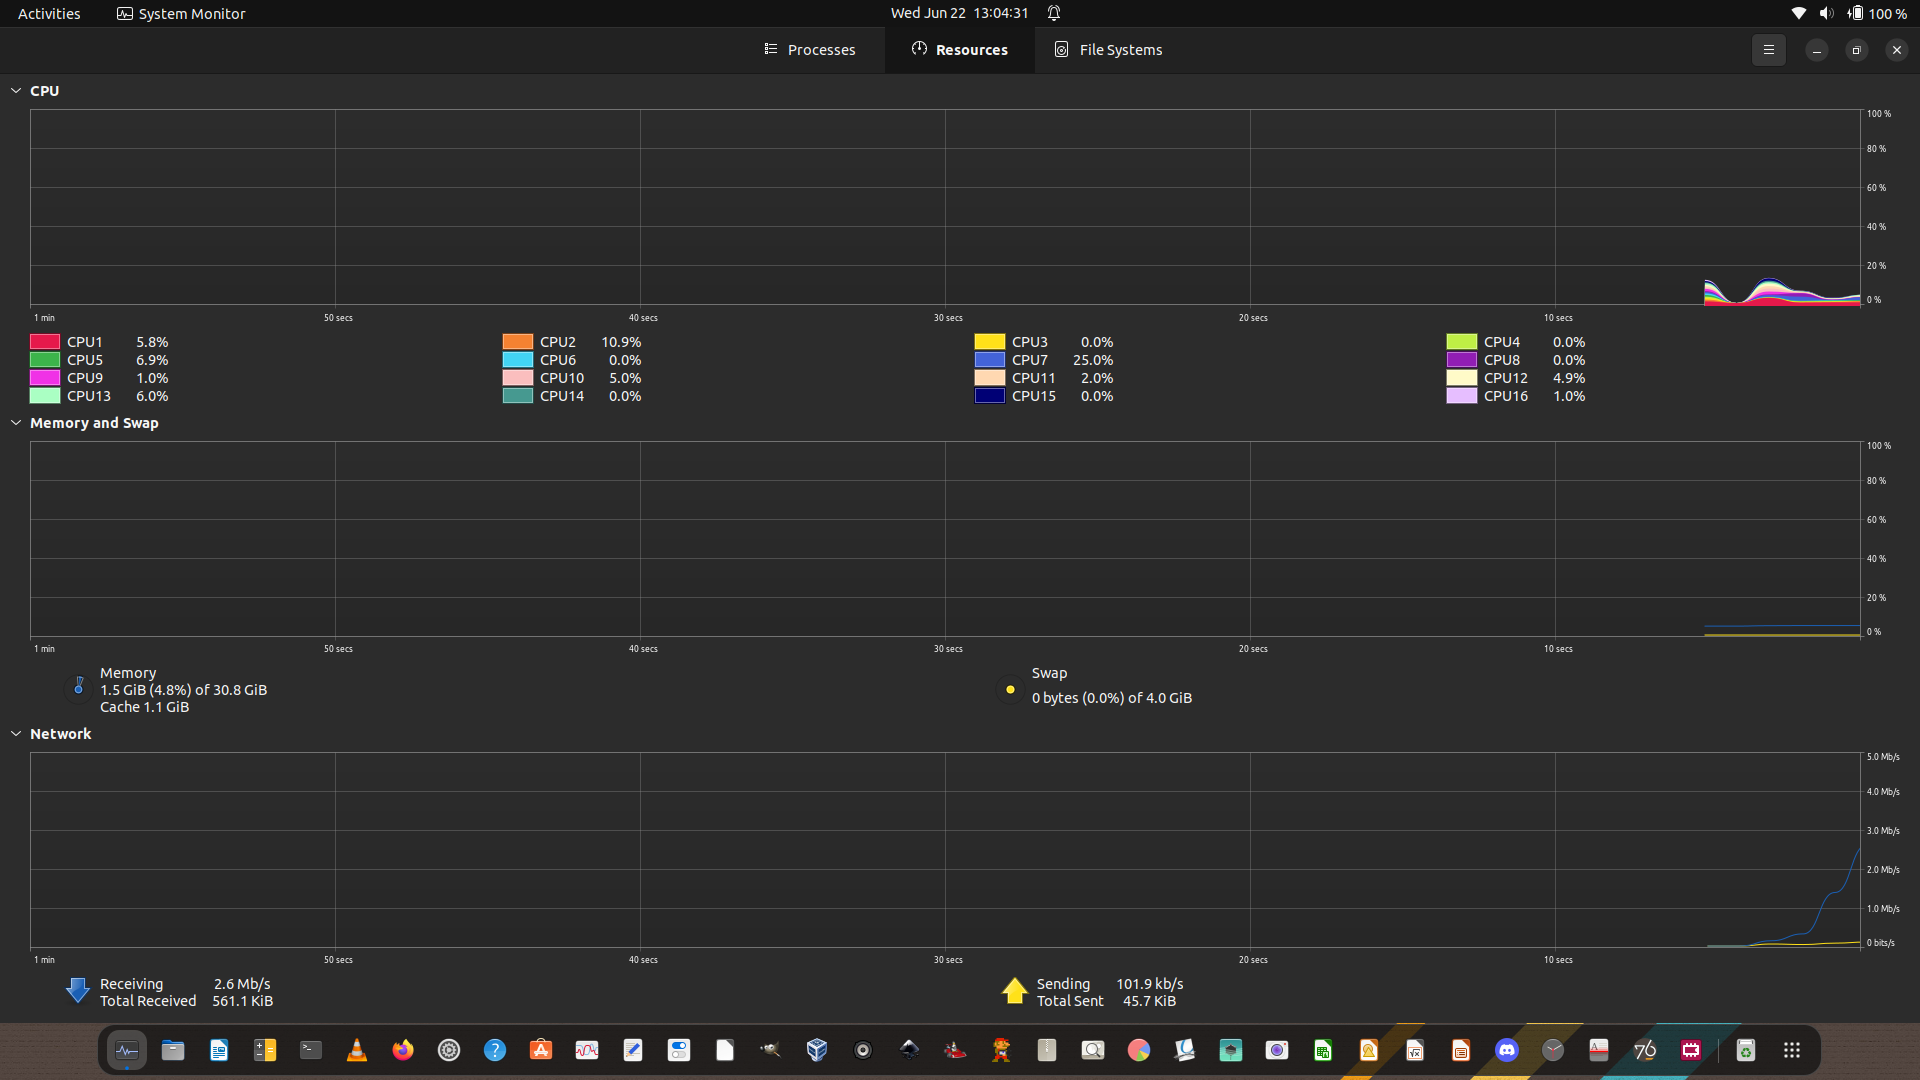 Activities System Monitor Wed Jun 22 13:04:31 100 %
Processes Resources File Systems
CPU
100 %
80 %
60 %
40 %
20 %
0 %
1 min 50 secs 40 secs 30 secs 20 secs 10 secs
CPU1 5.8% CPU2 10.9% CPU3 0.0% CPU4 0.0%
CPU5 6.9% CPU6 0.0% CPU7 25.0% CPU8 0.0%
CPU9 1.0% CPU10 5.0% CPU11 2.0% CPU12 4.9%
CPU13 6.0% CPU14 0.0% CPU15 0.0% CPU16 1.0%
Memory and Swap
100 %
80 %
60 %
40 %
20 %
0 %
1 min 50 secs 40 secs 30 secs 20 secs 10 secs
Memory Swap
1.5 GiB (4.8%) of 30.8 GiB 0 bytes (0.0%) of 4.0 GiB
Cache 1.1 GiB
Network
5.0 Mb/s
4.0 Mb/s
3.0 Mb/s
2.0 Mb/s
1.0 Mb/s
0 bits/s
1 min 50 secs 40 secs 30 secs 20 secs 10 secs
Receiving 2.6 Mb/s Sending 101.9 kb/s
Total Received 561.1 KiB Total Sent 45.7 KiB
76